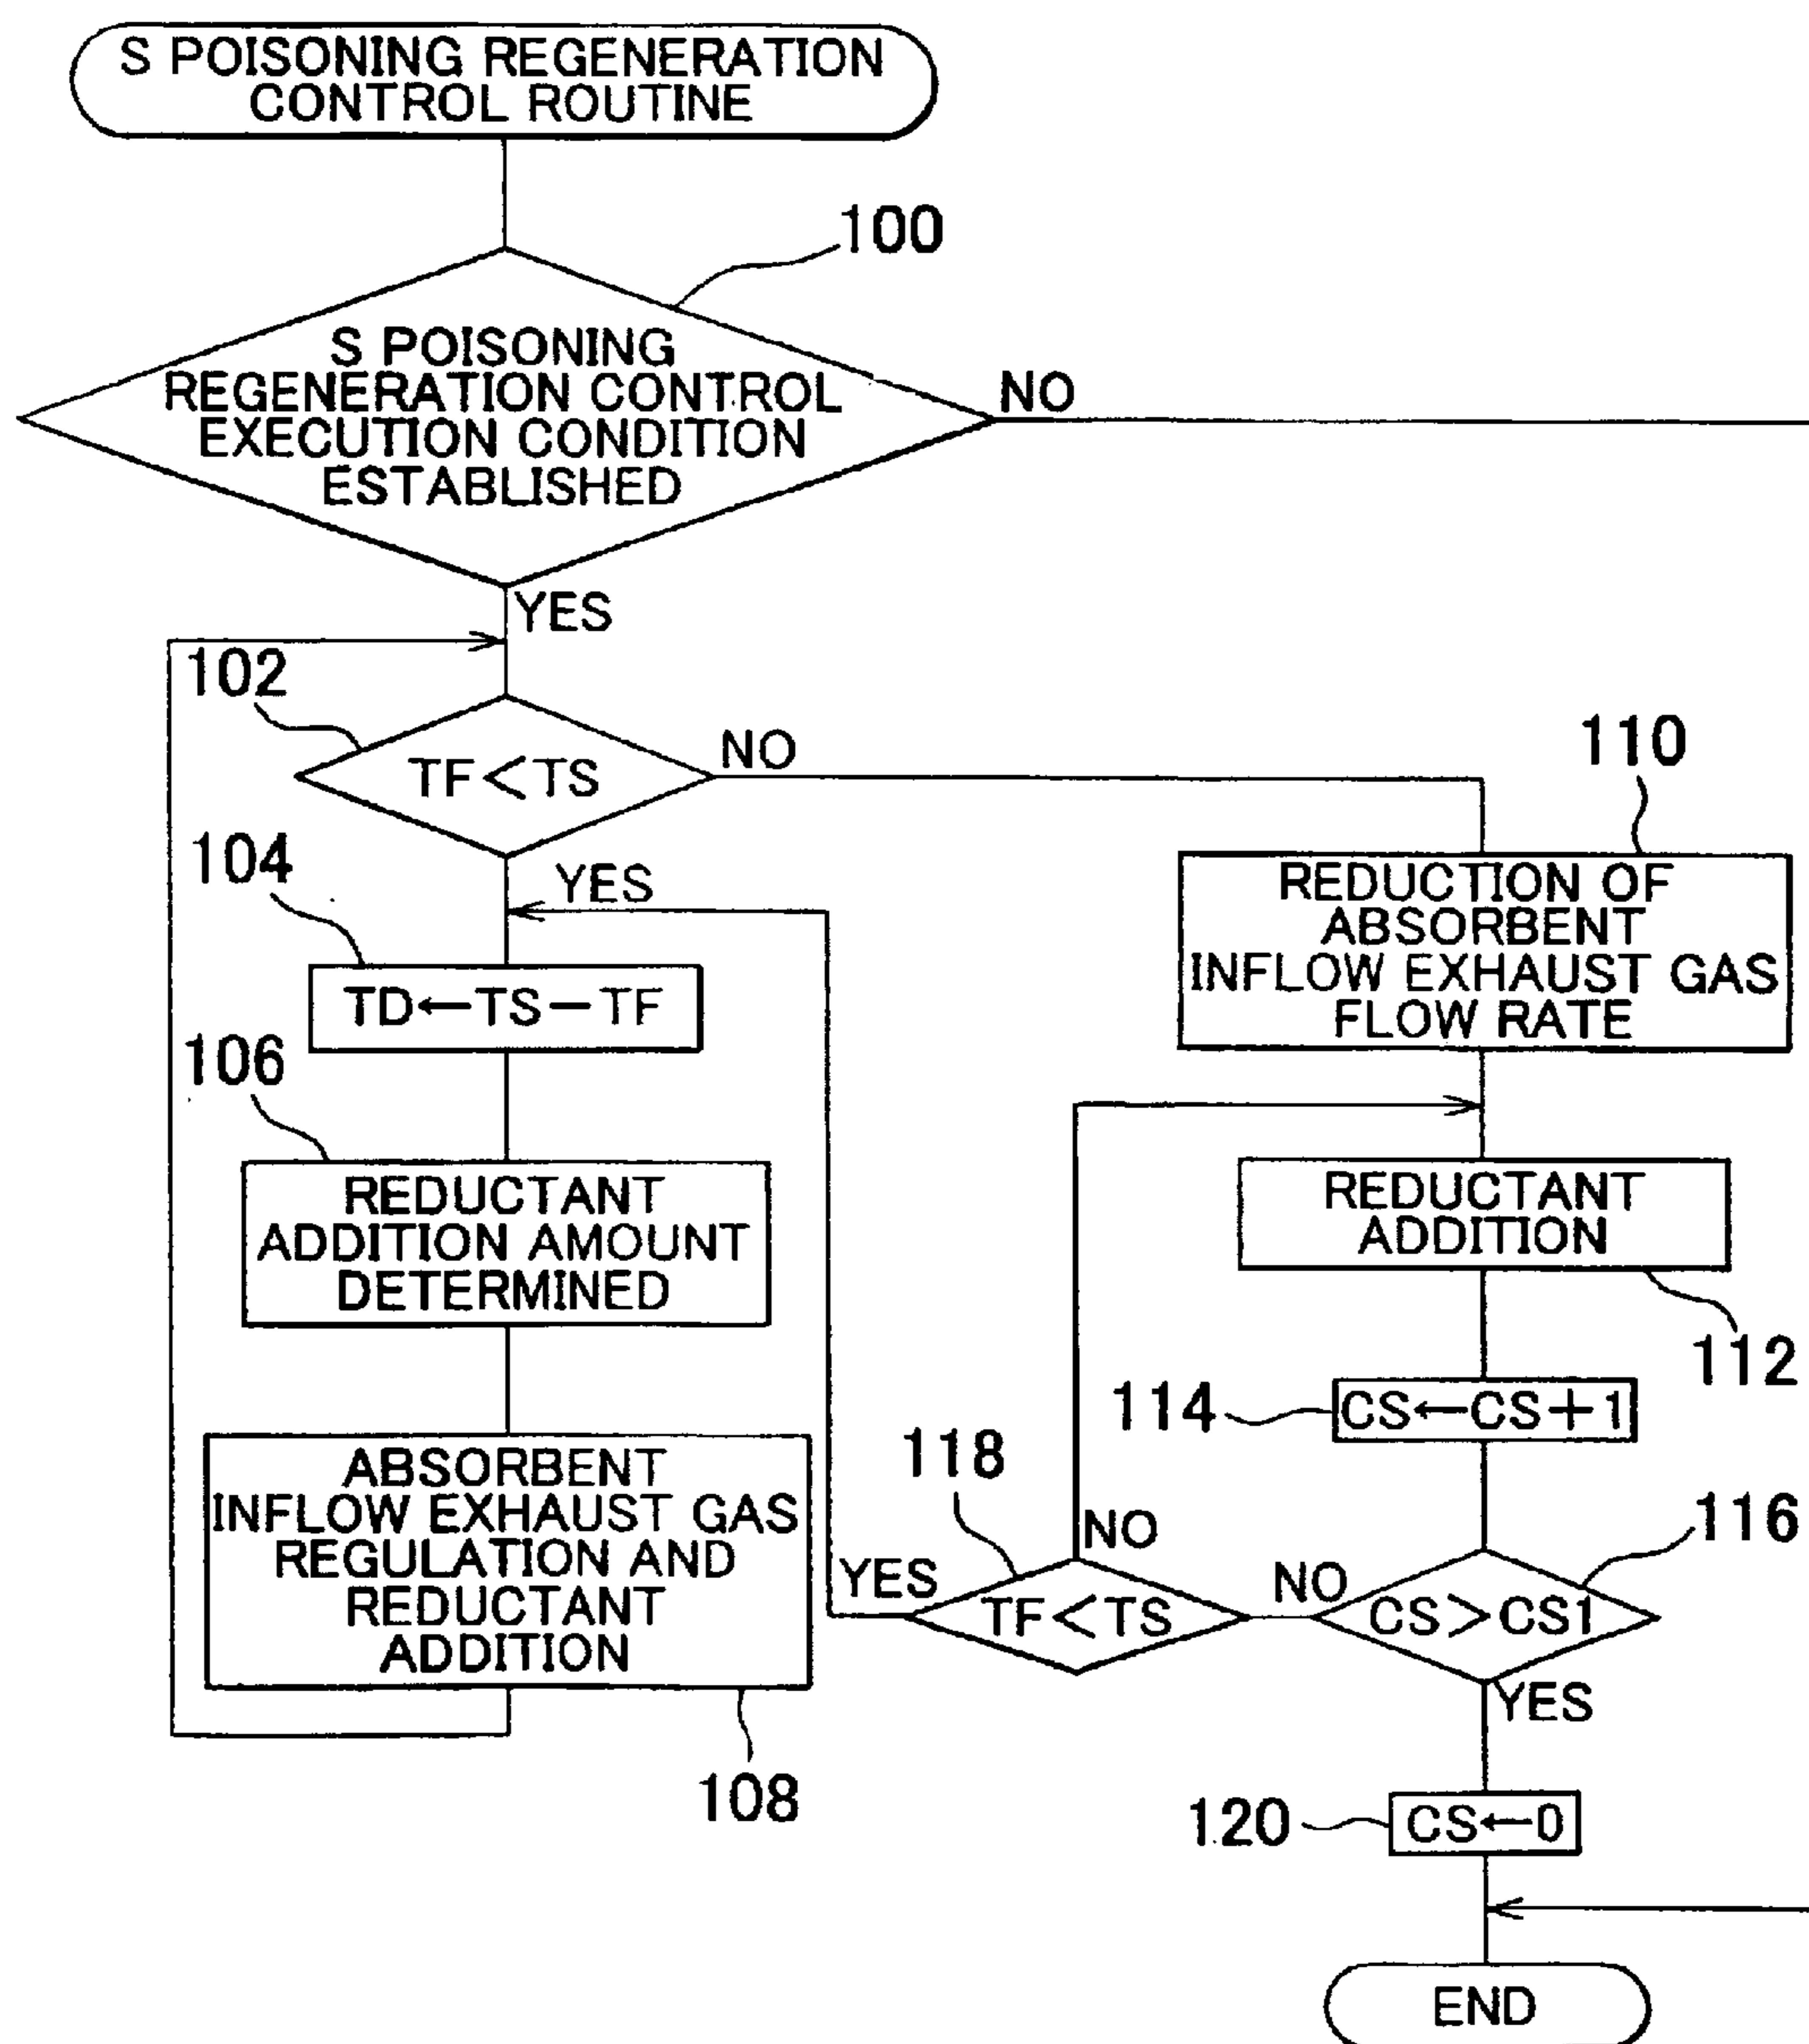 S POISONING REGENERATION
CONTROL ROUTINE
100
S POISONING
REGENERATION CONTROL
EXECUTION CONDITION
ESTABLISHED
NO
YES
102
TF<TS
NO
YES
104
TD←TS−TF
106
REDUCTANT
ADDITION AMOUNT
DETERMINED
ABSORBENT
INFLOW EXHAUST GAS
REGULATION AND
REDUCTANT
ADDITION
108
110
REDUCTION OF
ABSORBENT
INFLOW EXHAUST GAS
FLOW RATE
REDUCTANT
ADDITION
112
114
CS←CS+1
116
CS>CS1
NO
YES
118
TF<TS
NO
YES
120
CS←0
END